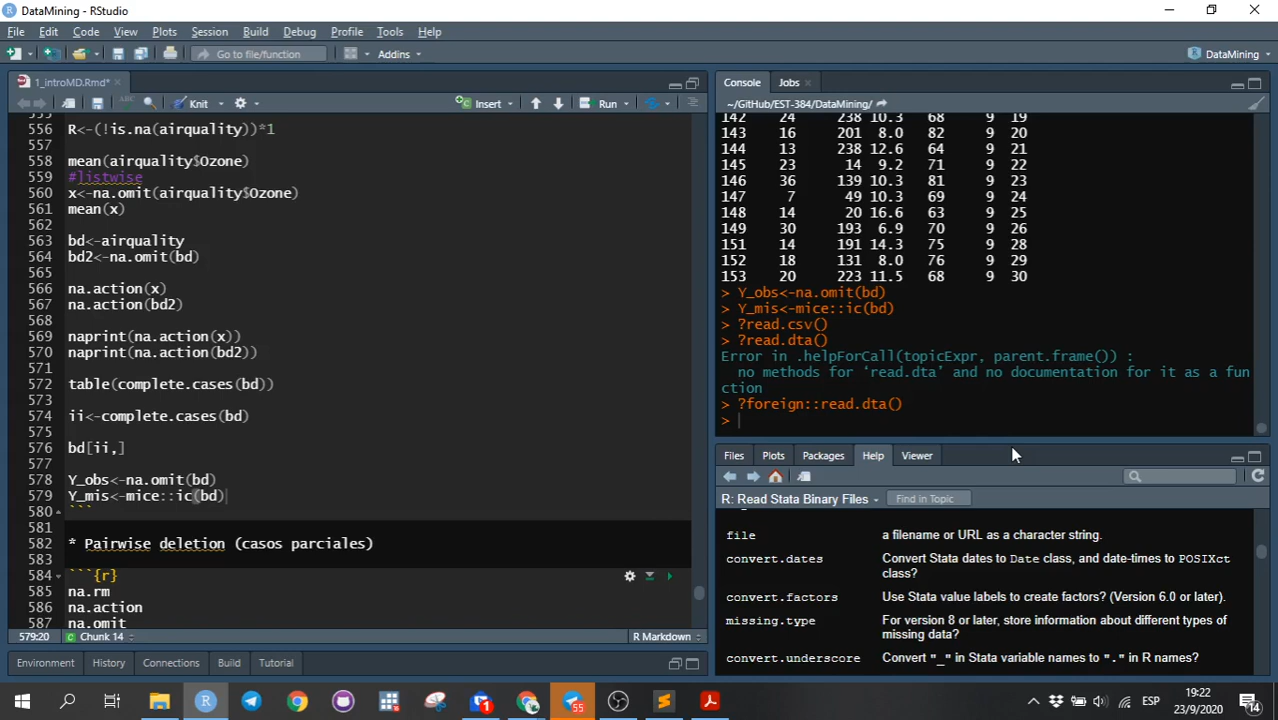 DataMining - RStudio
File Edit Code View Plots Session Build Debug Profile Tools Help
Go to file/function Addins DataMining
1_introMD.Rmd*
Knit Insert Run
556 R<-(!is.na(airquality))*1
557
558 mean(airquality$Ozone)
559 #listwise
560 x<-na.omit(airquality$Ozone)
561 mean(x)
562
563 bd<-airquality
564 bd2<-na.omit(bd)
565
566 na.action(x)
567 na.action(bd2)
568
569 naprint(na.action(x))
570 naprint(na.action(bd2))
571
572 table(complete.cases(bd))
573
574 ii<-complete.cases(bd)
575
576 bd[ii,]
577
578 Y_obs<-na.omit(bd)
579 Y_mis<-mice::ic(bd)
580 ```
581
582 * Pairwise deletion (casos parciales)
583
584 ```{r}
585 na.rm
586 na.action
587 na.omit
579:20 Chunk 14 R Markdown
Environment History Connections Build Tutorial
Console Jobs
~/GitHub/EST-384/DataMining/
142 24 238 10.3 68 9 19
143 16 201 8.0 82 9 20
144 13 238 12.6 64 9 21
145 23 14 9.2 71 9 22
146 36 139 10.3 81 9 23
147 7 49 10.3 69 9 24
148 14 20 16.6 63 9 25
149 30 193 6.9 70 9 26
151 14 191 14.3 75 9 28
152 18 131 8.0 76 9 29
153 20 223 11.5 68 9 30
> Y_obs<-na.omit(bd)
> Y_mis<-mice::ic(bd)
> ?read.csv()
> ?read.dta()
Error in .helpForCall(topicExpr, parent.frame()) :
no methods for ‘read.dta’ and no documentation for it as a fun
ction
> ?foreign::read.dta()
>
Files Plots Packages Help Viewer
R: Read Stata Binary Files Find in Topic
file a filename or URL as a character string.
convert.dates Convert Stata dates to Date class, and date-times to POSIXct
class?
convert.factors Use Stata value labels to create factors? (Version 6.0 or later).
missing.type For version 8 or later, store information about different types of
missing data?
convert.underscore Convert "_" in Stata variable names to "." in R names?
1 55 ESP 19:22
23/9/2020 14